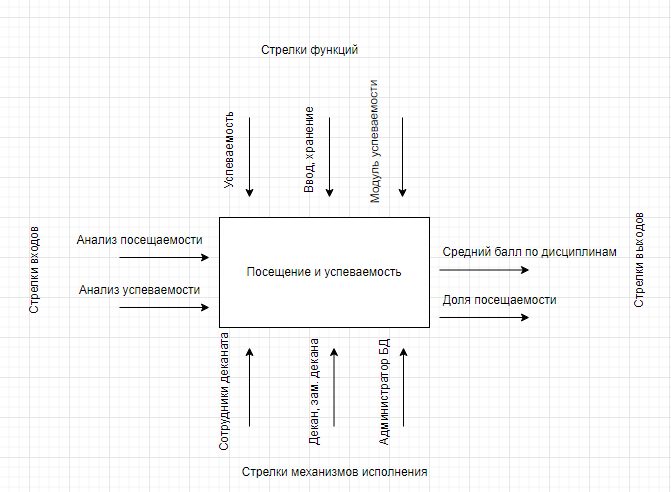 Стрелки функций
Успеваемость
Ввод, хранение
Модуль успеваемости
Стрелки входов
Анализ посещаемости
Анализ успеваемости
Посещение и успеваемость
Средний балл по дисциплинам
Доля посещаемости
Стрелки выходов
Сотрудники деканата
Декан, зам. декана
Администратор БД
Стрелки механизмов исполнения